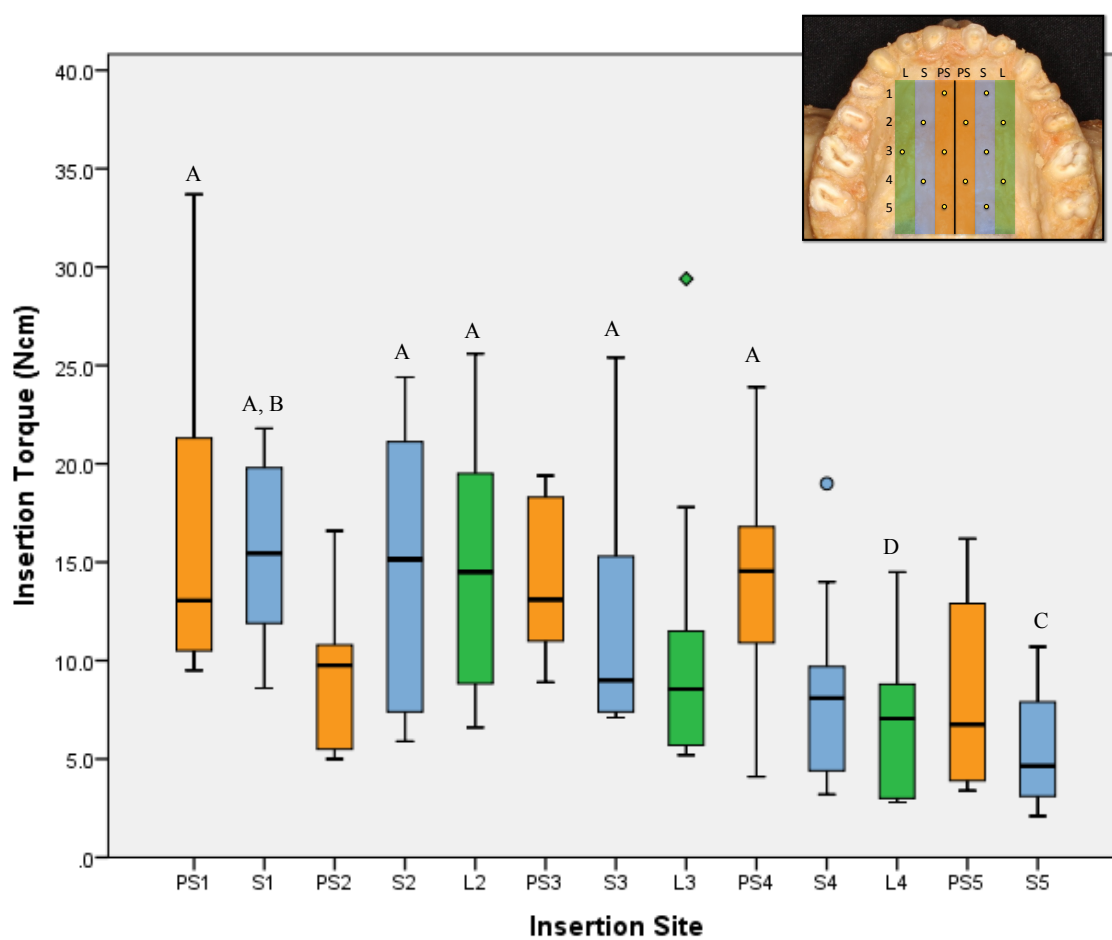 L S PS PS S L
1
2
3
4
5
40.0
35.0
30.0
25.0
20.0
15.0
10.0
5.0
.0
Insertion Torque (Ncm)
A
A, B
A
A
A
A
D
C
PS1 S1 PS2 S2 L2 PS3 S3 L3 PS4 S4 L4 PS5 S5
Insertion Site